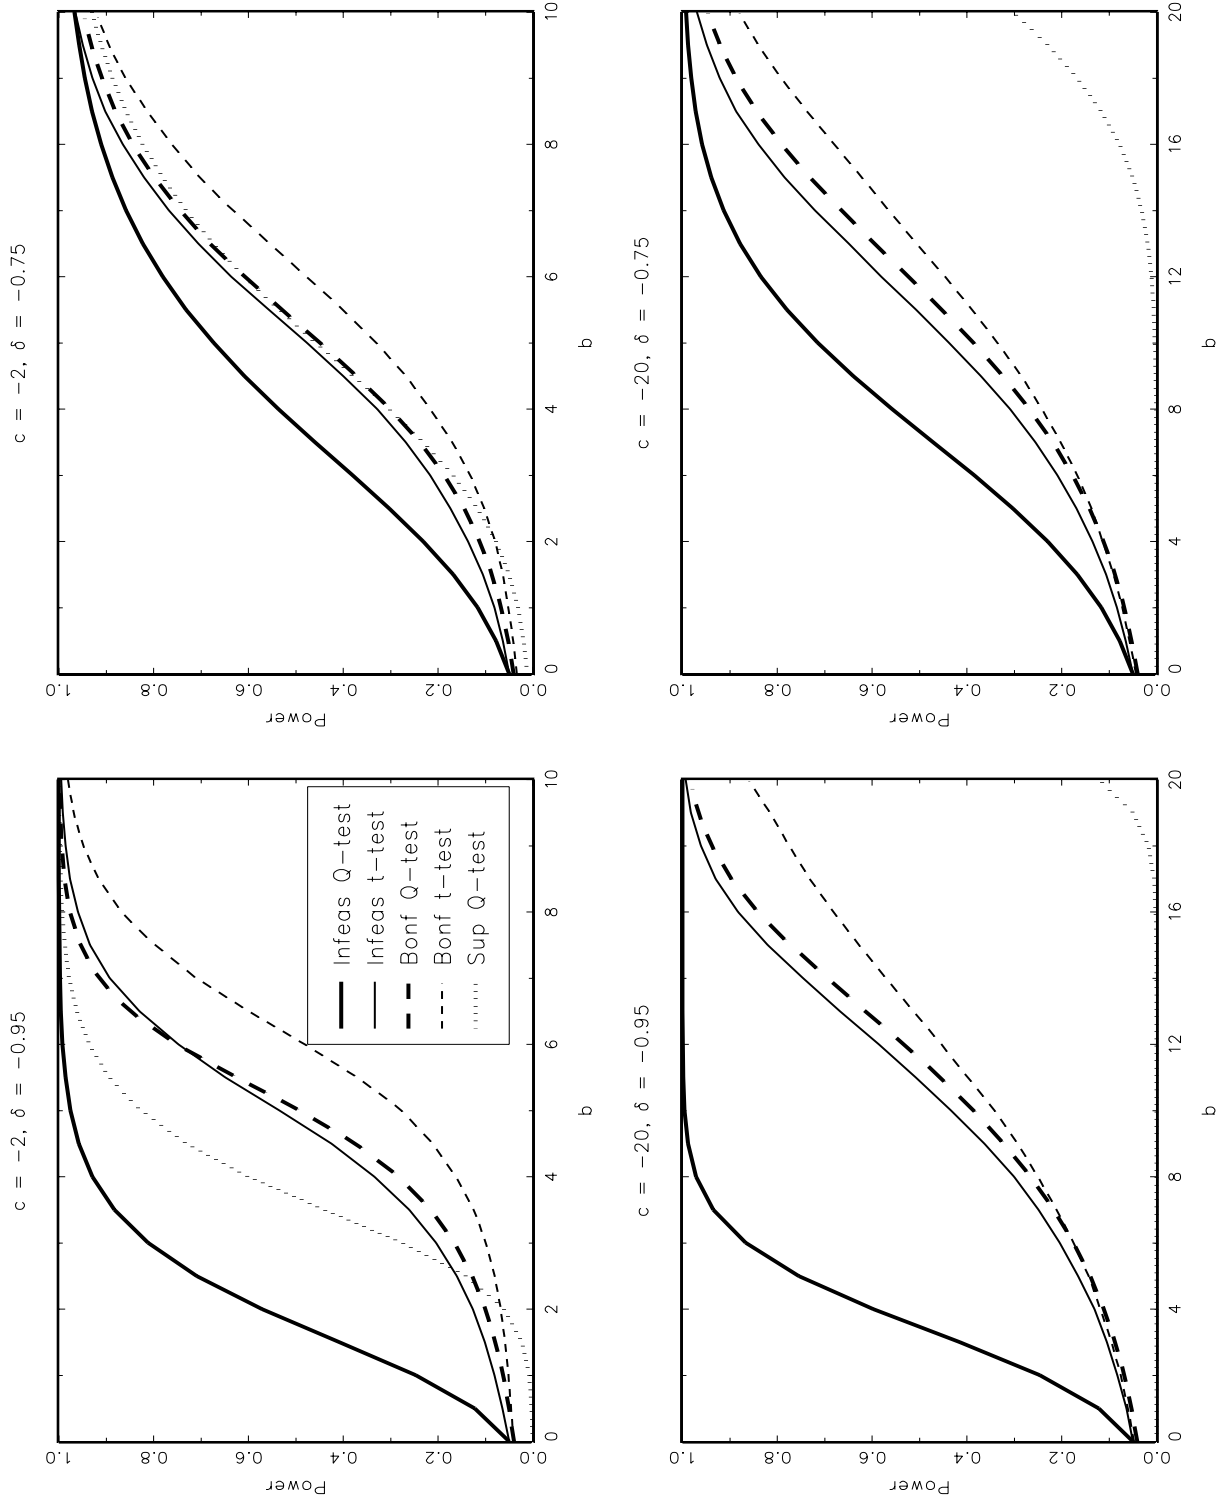 c = −2, δ = −0.95
Power
1.0
0.8
0.6
0.4
0.2
0.0
0 2 4 6 8 10
b
Infeas Q−test
Infeas t−test
Bonf Q−test
Bonf t−test
Sup Q−test
c = −2, δ = −0.75
Power
1.0
0.8
0.6
0.4
0.2
0.0
0 2 4 6 8 10
b
c = −20, δ = −0.95
Power
1.0
0.8
0.6
0.4
0.2
0.0
0 4 8 12 16 20
b
c = −20, δ = −0.75
Power
1.0
0.8
0.6
0.4
0.2
0.0
0 4 8 12 16 20
b